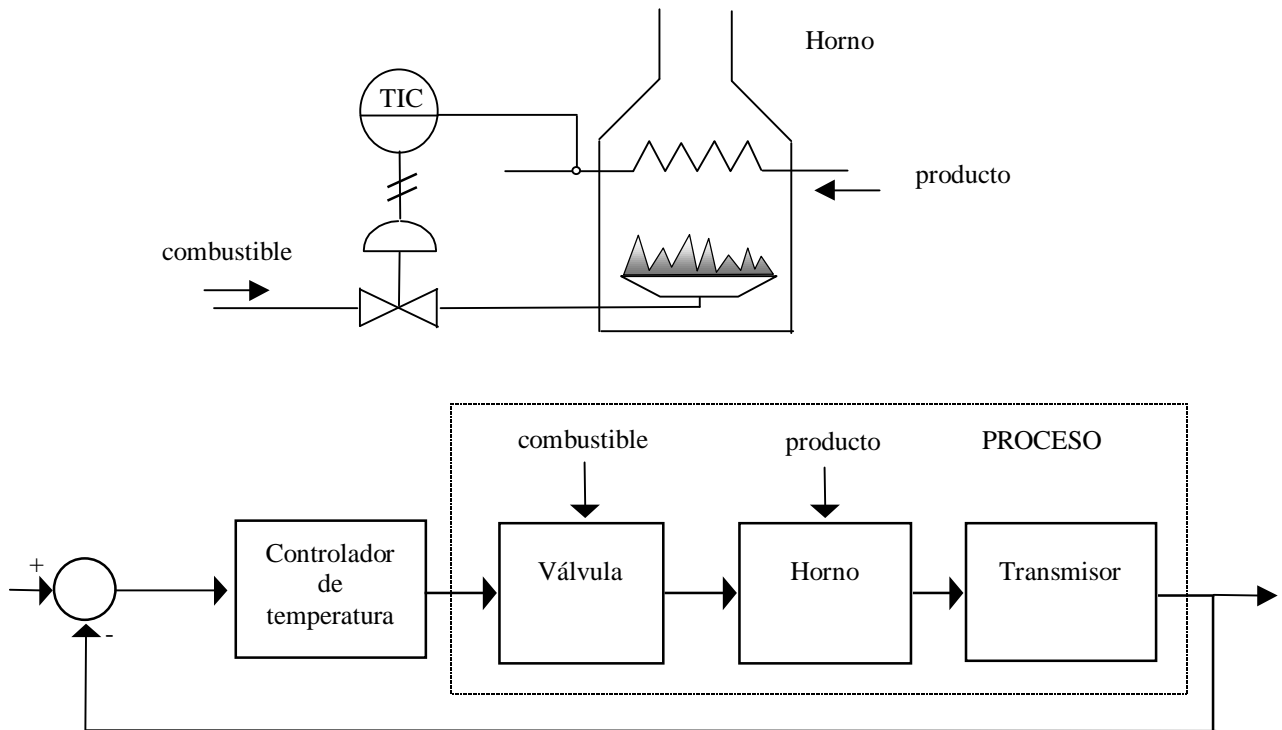 Horno
TIC
producto
combustible
combustible
producto
PROCESO
+
Controlador
de
temperatura
Válvula
Horno
Transmisor
-